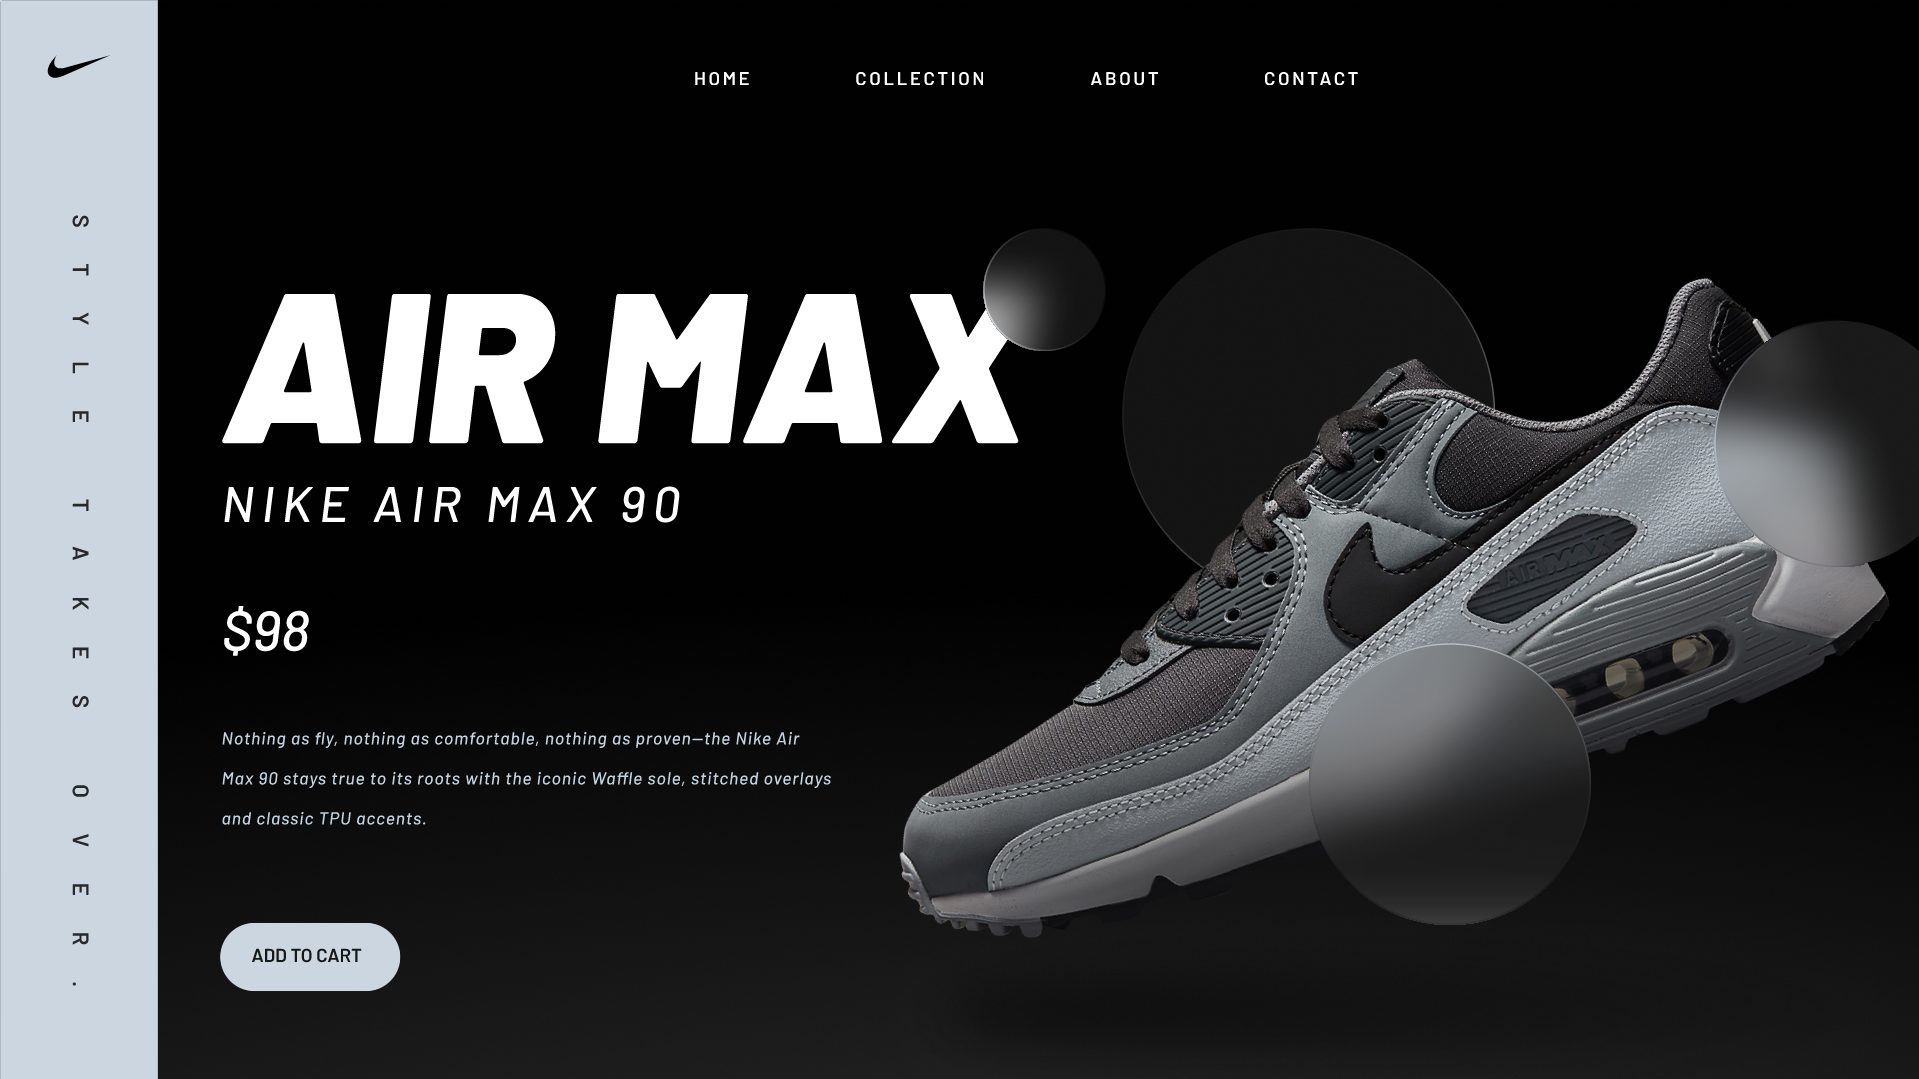 STYLE TAKES OVER.
HOME COLLECTION ABOUT CONTACT
AIR MAX
NIKE AIR MAX 90
$98
Nothing as fly, nothing as comfortable, nothing as proven—the Nike Air
Max 90 stays true to its roots with the iconic Waffle sole, stitched overlays
and classic TPU accents.
ADD TO CART
AIR MAX